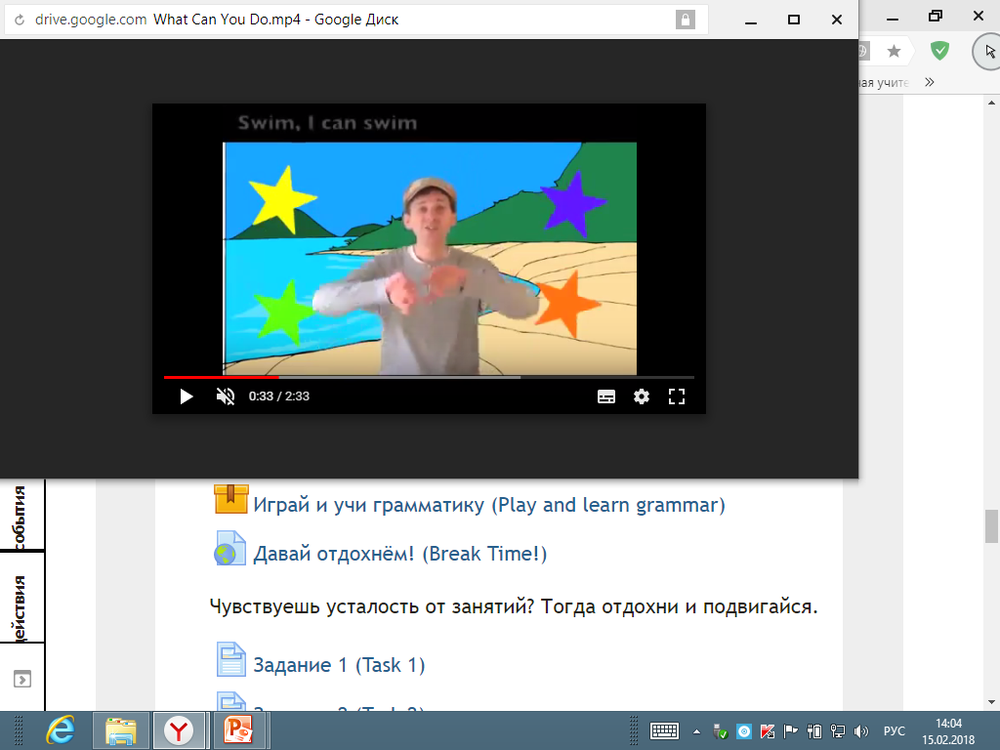 drive.google.com What Can You Do.mp4 - Google Диск
ная учите
Swim, I can swim
0:33 / 2:33
события
действия
Играй и учи грамматику (Play and learn grammar)
Давай отдохнём! (Break Time!)
Чувствуешь усталость от занятий? Тогда отдохни и подвигайся.
Задание 1 (Task 1)
РУС
14:04
15.02.2018